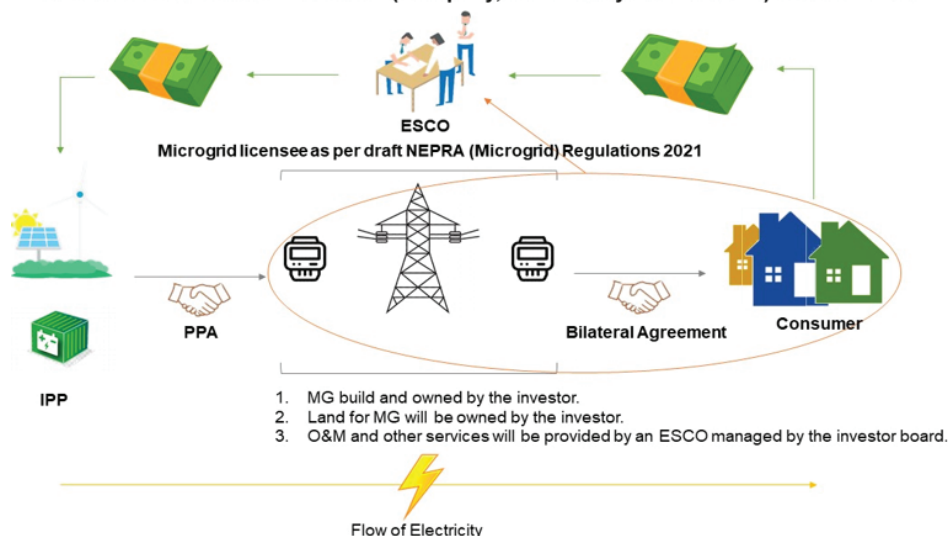 ESCO
Microgrid licensee as per draft NEPRA (Microgrid) Regulations 2021
PPA
Bilateral Agreement
Consumer
IPP
1. MG build and owned by the investor.
2. Land for MG will be owned by the investor.
3. O&M and other services will be provided by an ESCO managed by the investor board.
Flow of Electricity